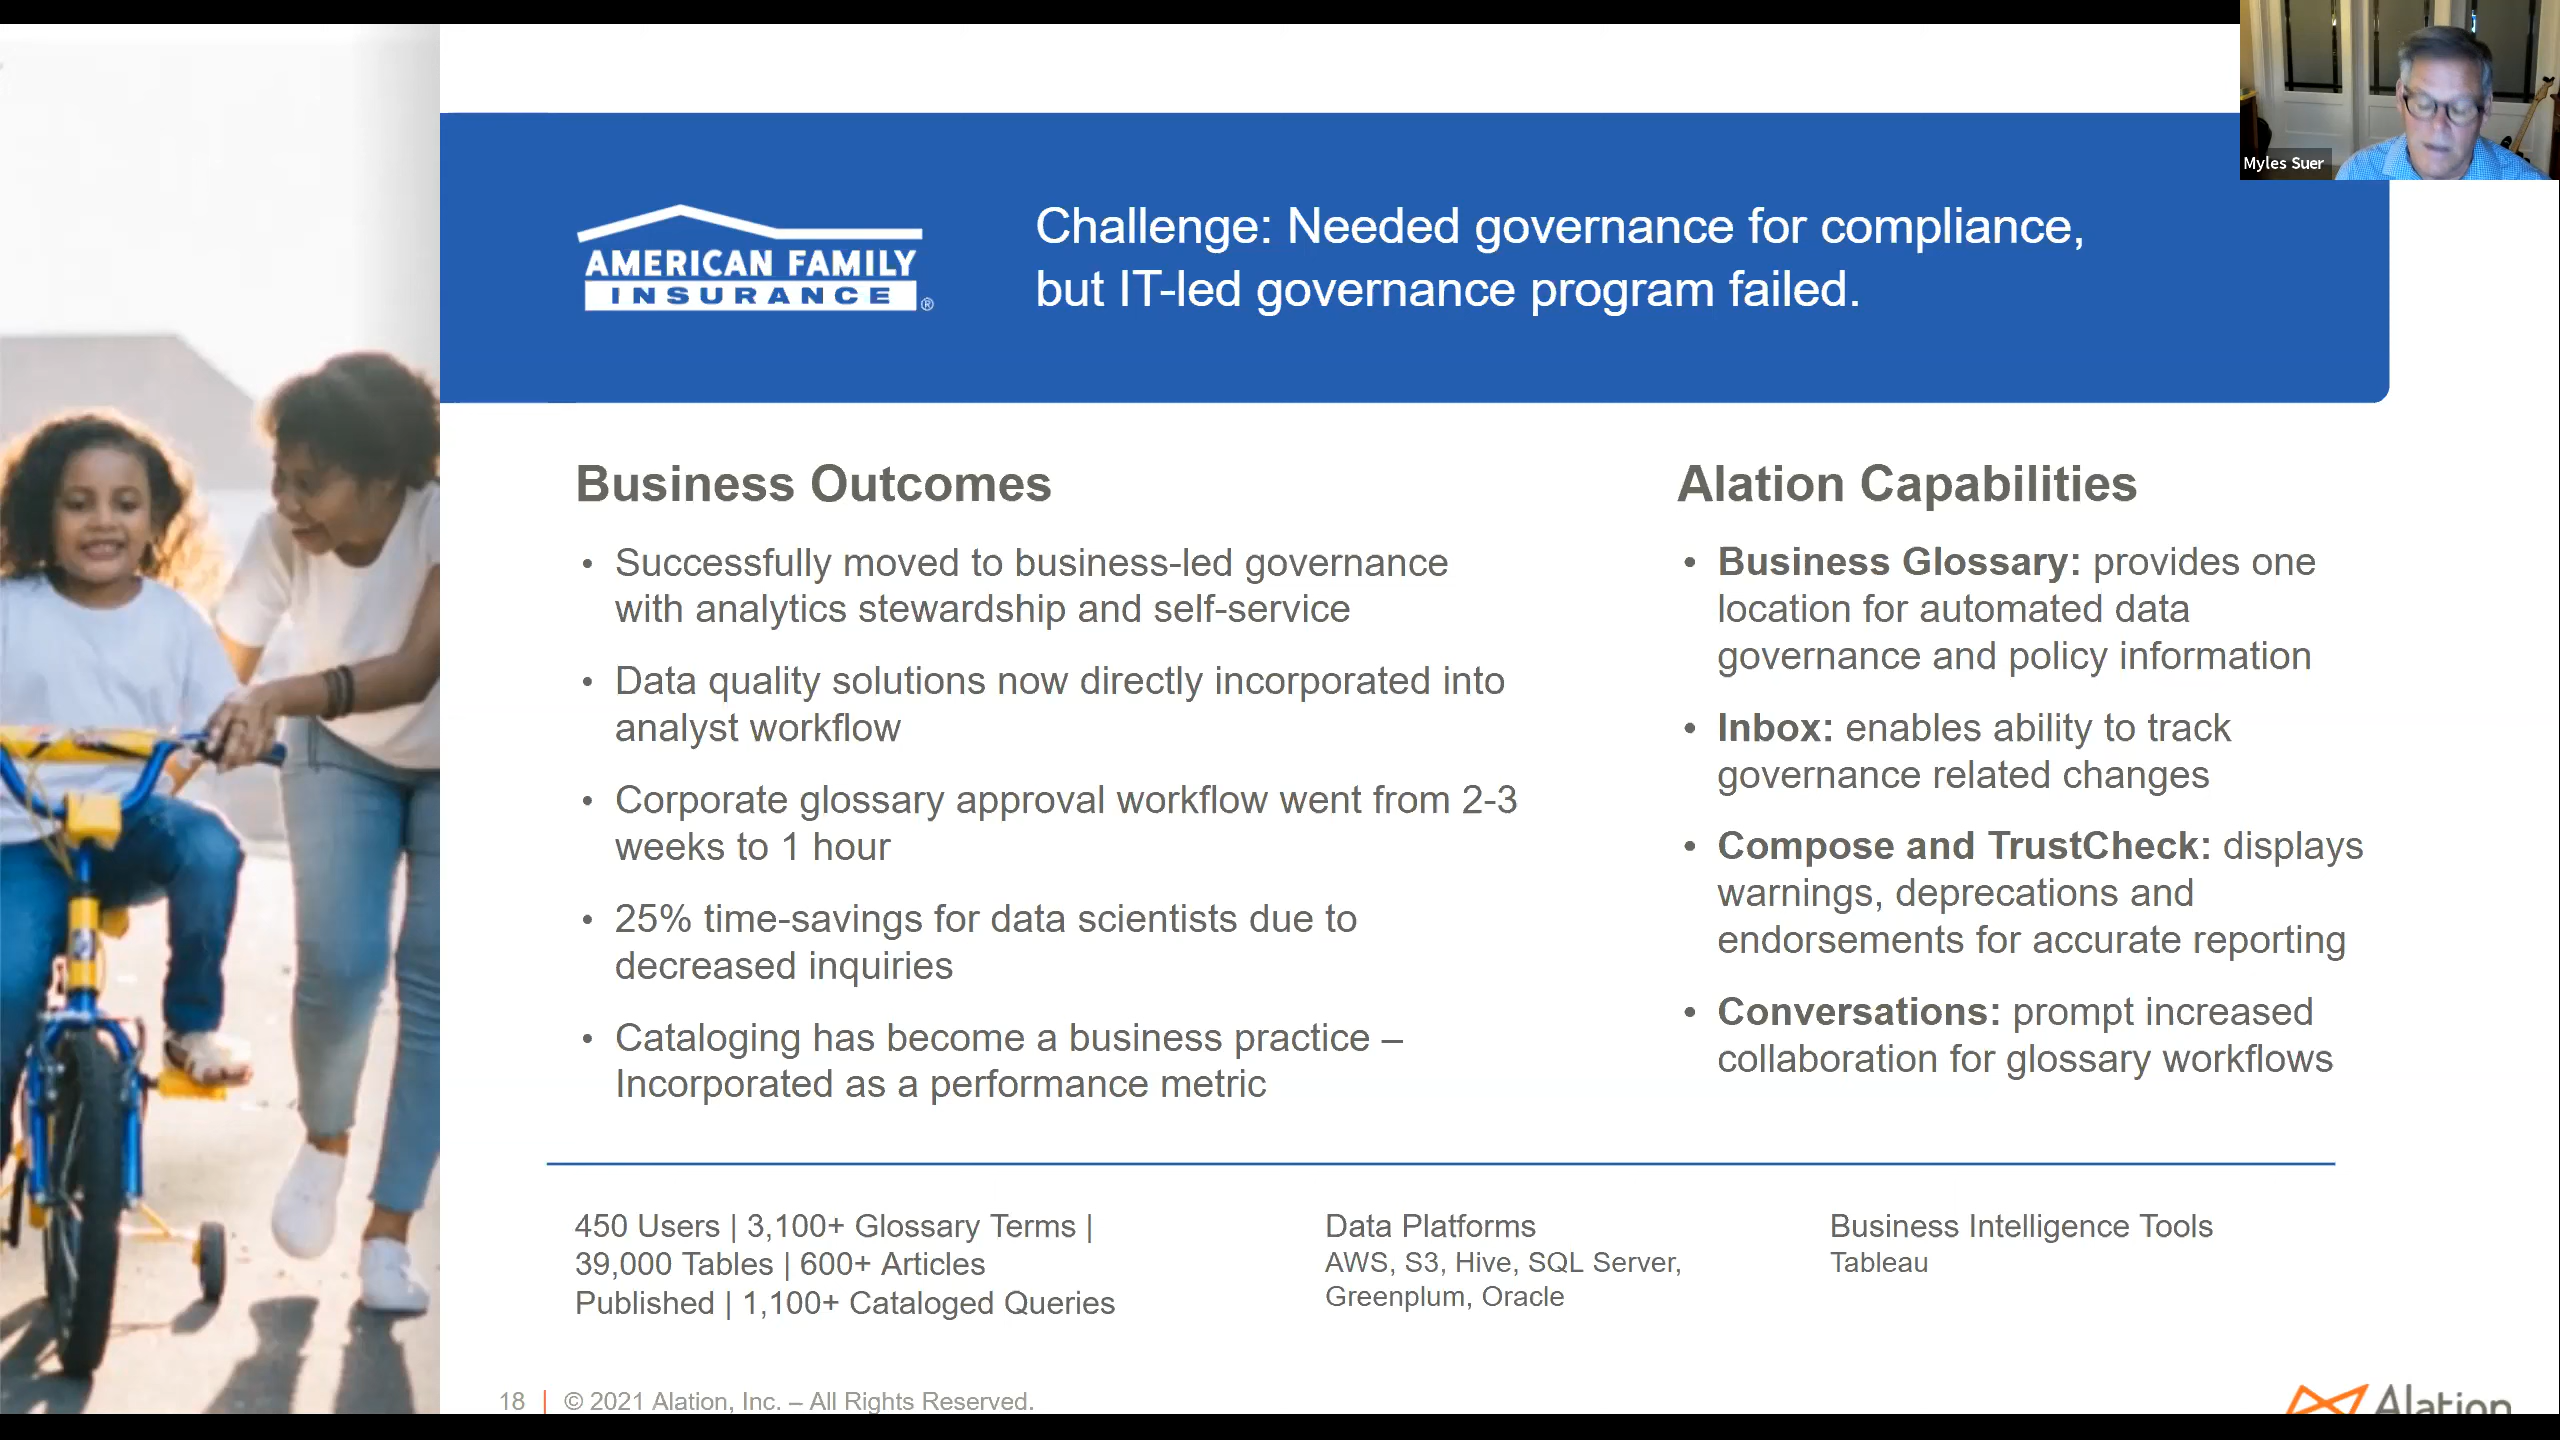 Myles Suer
AMERICAN FAMILY
INSURANCE ®
Challenge: Needed governance for compliance,
but IT-led governance program failed.
Business Outcomes
• Successfully moved to business-led governance
with analytics stewardship and self-service
• Data quality solutions now directly incorporated into
analyst workflow
• Corporate glossary approval workflow went from 2-3
weeks to 1 hour
• 25% time-savings for data scientists due to
decreased inquiries
• Cataloging has become a business practice –
Incorporated as a performance metric
Alation Capabilities
• Business Glossary: provides one
location for automated data
governance and policy information
• Inbox: enables ability to track
governance related changes
• Compose and TrustCheck: displays
warnings, deprecations and
endorsements for accurate reporting
• Conversations: prompt increased
collaboration for glossary workflows
450 Users | 3,100+ Glossary Terms |
39,000 Tables | 600+ Articles
Published | 1,100+ Cataloged Queries
Data Platforms
AWS, S3, Hive, SQL Server,
Greenplum, Oracle
Business Intelligence Tools
Tableau
18 | © 2021 Alation, Inc. – All Rights Reserved.
Alation